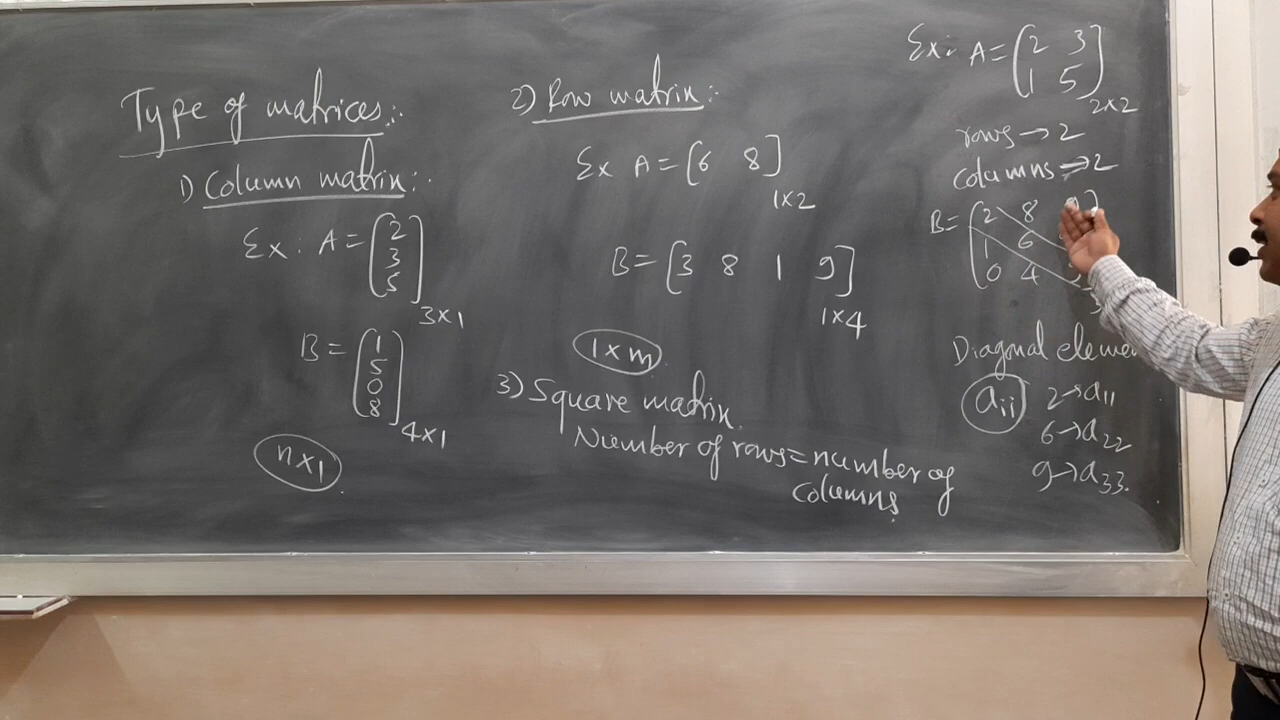 Type of matrices:.
1) Column matrix:.
Ex: A = [2
3
5] 3x1
B = [1
5
0
8] 4x1
nx1
2) Row matrix:.
Ex A = [6 8] 1x2
B = [3 8 1 9] 1x4
1xm
3) Square matrix.
Number of rows = number of
columns
Ex: A = [2 3
1 5] 2x2
rows → 2
columns → 2
B = [2 8
1 6
0 4
Diagonal
aii 2→a11
6→a22
9→a33.